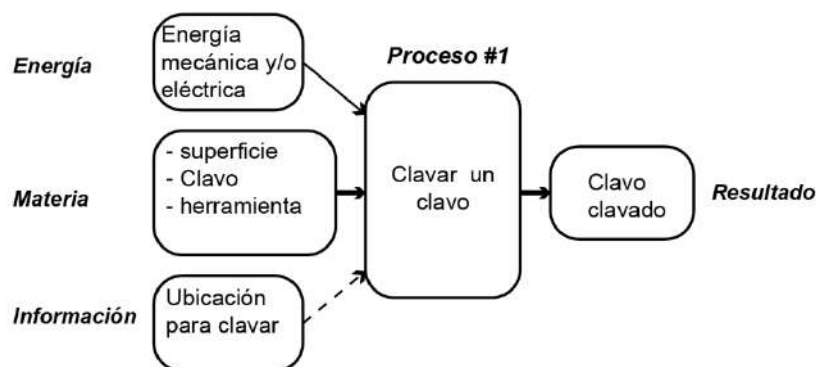 Energía
Energía
mecánica y/o
eléctrica
Proceso #1
Materia
- superficie
- Clavo
- herramienta
Clavar un
clavo
Clavo
clavado
Resultado
Información
Ubicación
para clavar